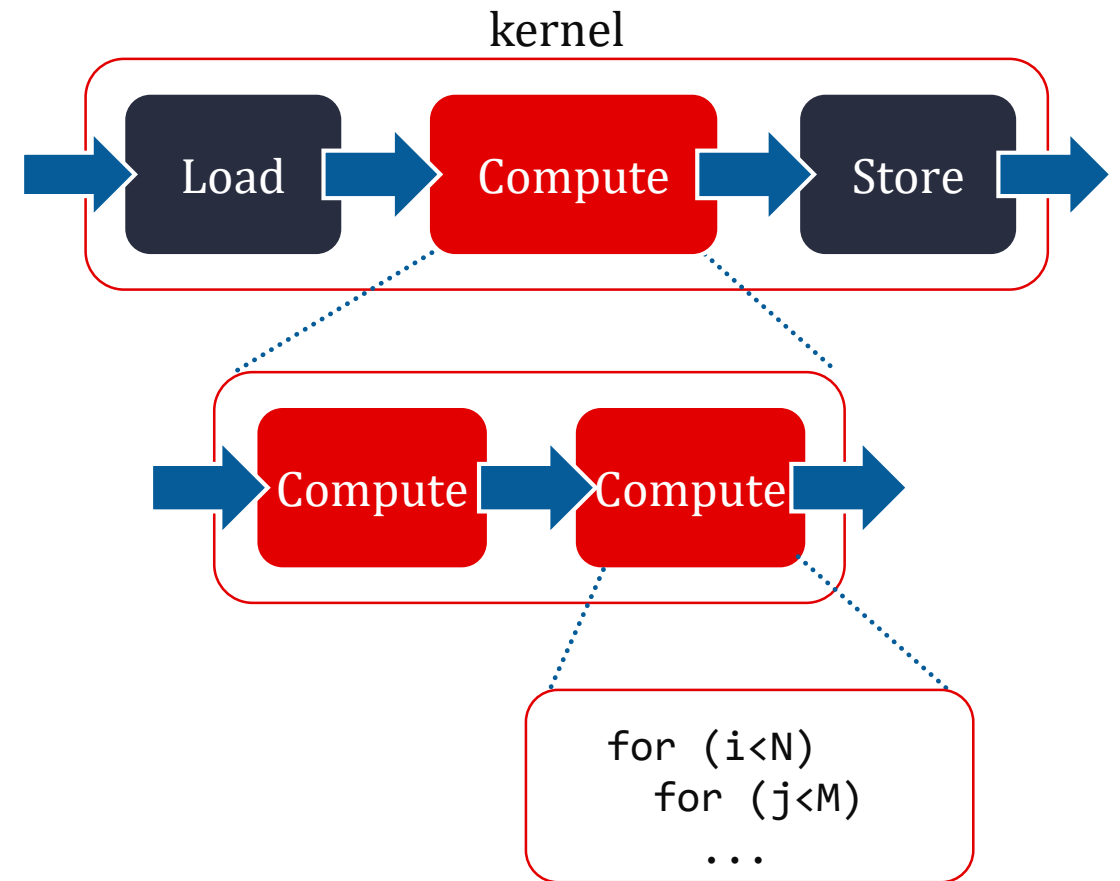 kernel
Load
Compute
Store
Compute
Compute
for (i<N)
for (j<M)
...